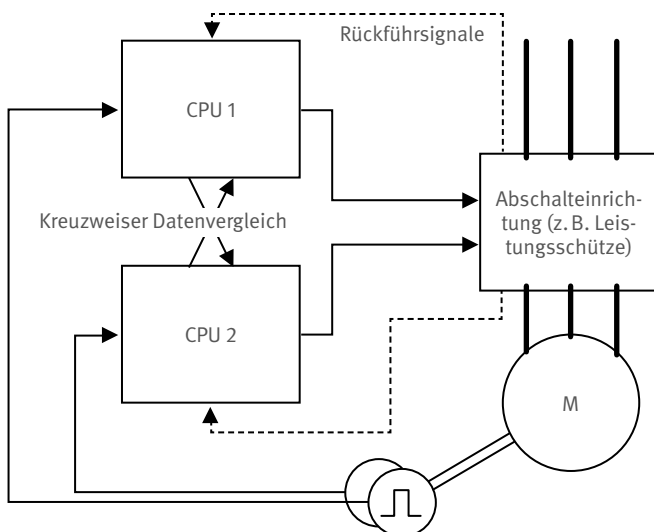 Rückführsignale
CPU 1
Kreuzweiser Datenvergleich
Abschalteinrich-
tung (z. B. Leis-
tungsschütze)
CPU 2
M